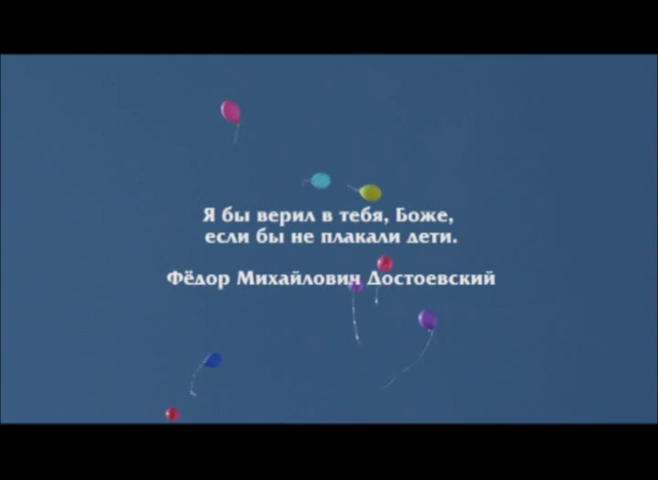 Я бы верил в тебя, Боже,
если бы не плакали дети.
Фёдор Михайлович Достоевский